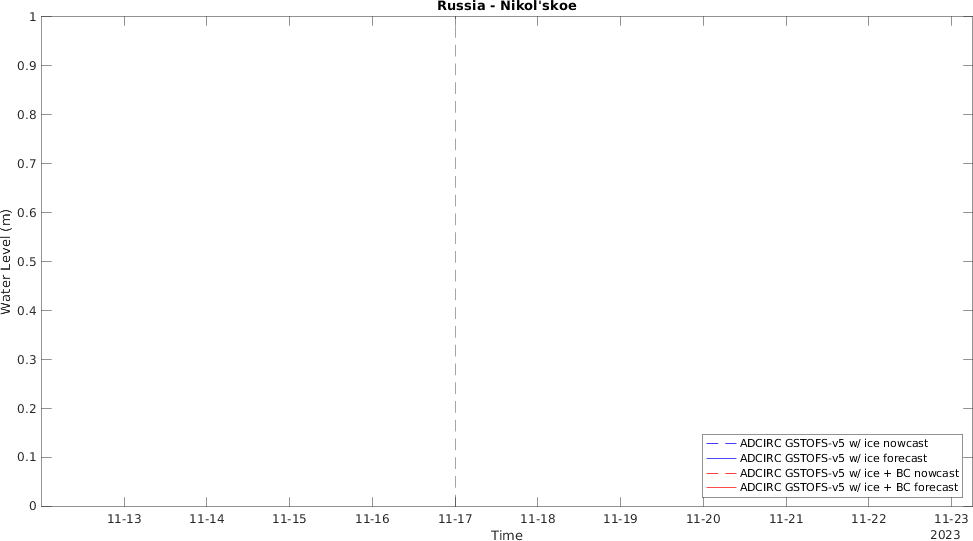 Russia - Nikol'skoe
1
0.9
0.8
0.7
0.6
0.5
0.4
0.3
0.2
0.1
0
Water Level (m)
ADCIRC GSTOFS-v5 w/ ice nowcast
ADCIRC GSTOFS-v5 w/ ice forecast
ADCIRC GSTOFS-v5 w/ ice + BC nowcast
ADCIRC GSTOFS-v5 w/ ice + BC forecast
11-13 11-14 11-15 11-16 11-17 11-18 11-19 11-20 11-21 11-22 11-23
Time
2023